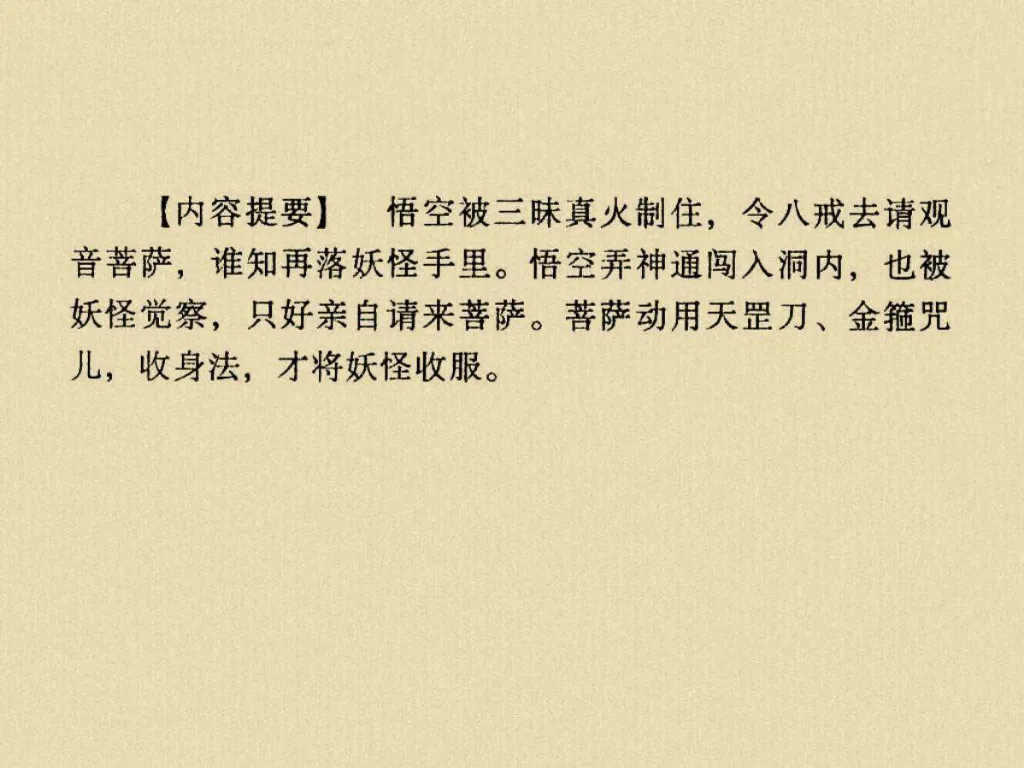 【内容提要】 悟空被三昧真火制住，令八戒去请观
音菩萨，谁知再落妖怪手里。悟空弄神通闯入洞内，也被
妖怪觉察，只好亲自请来菩萨。菩萨动用天罡刀、金箍咒
儿，收身法，才将妖怪收服。